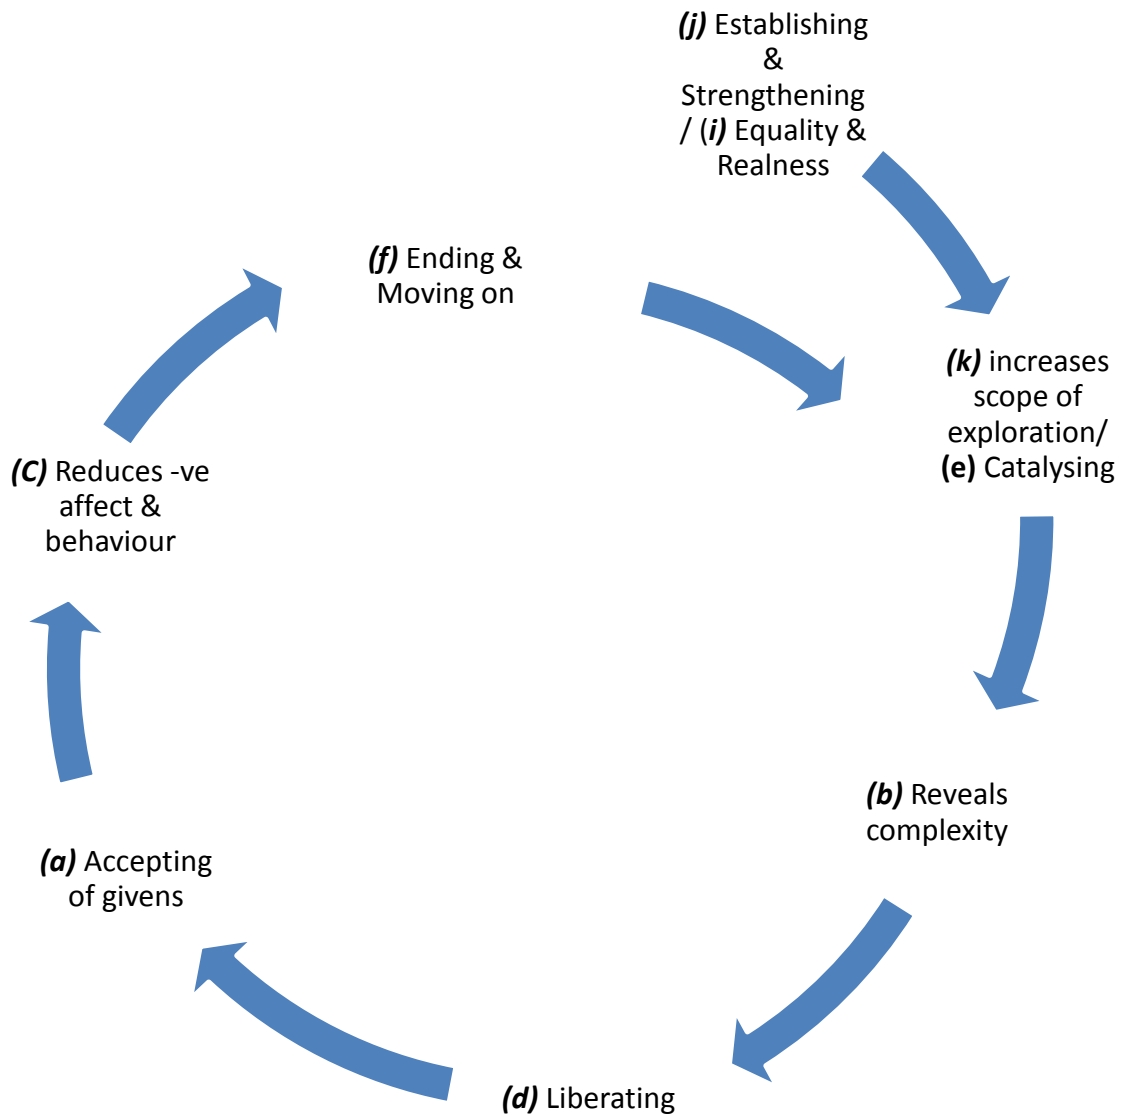 (j) Establishing
&
Strengthening
/ (i) Equality &
Realness
(f) Ending &
Moving on
(k) increases
scope of
exploration/
(e) Catalysing
(C) Reduces -ve
affect &
behaviour
(b) Reveals
complexity
(a) Accepting
of givens
(d) Liberating